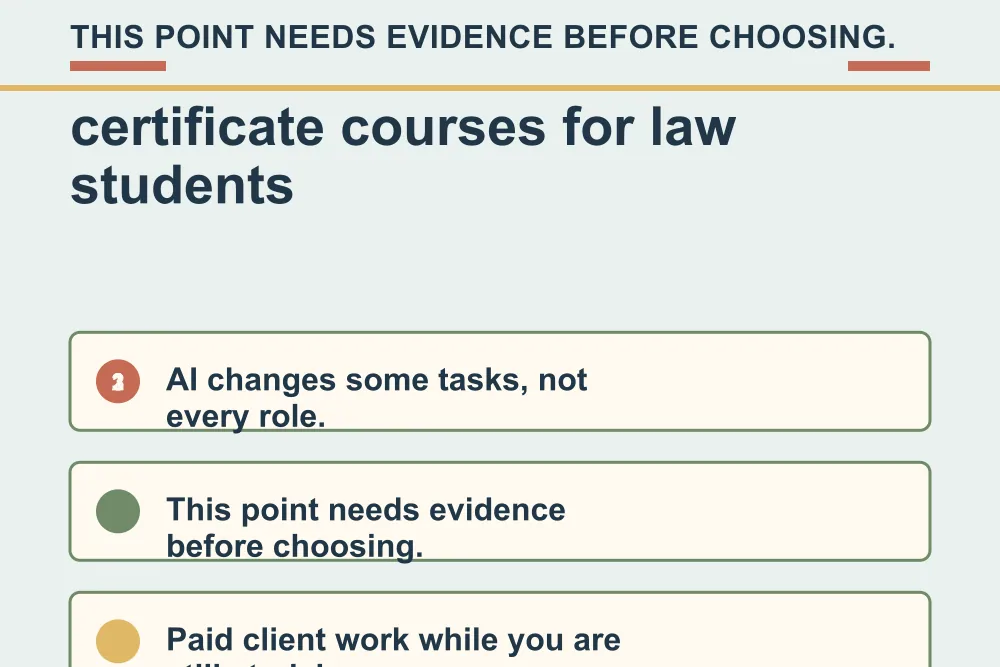 THIS POINT NEEDS EVIDENCE BEFORE CHOOSING.
certificate courses for law
students
AI changes some tasks, not
every role.
This point needs evidence
before choosing.
Paid client work while you are